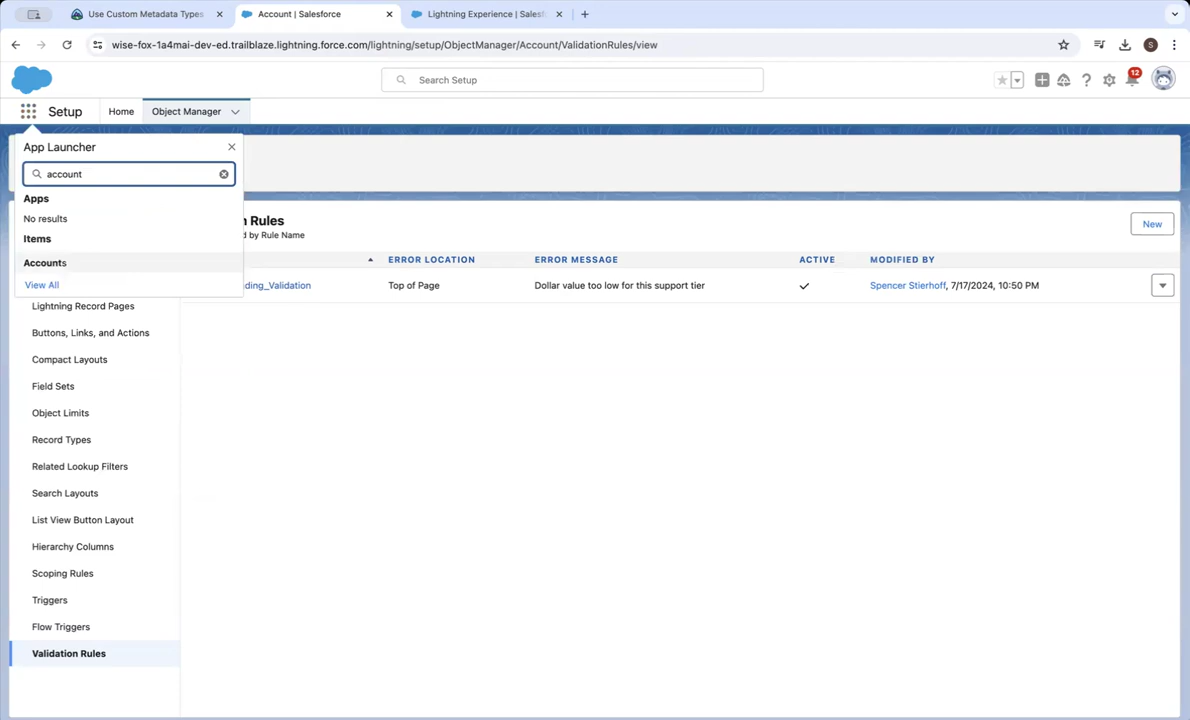 Use Custom Metadata Types
Account | Salesforce
Lightning Experience | Salesf
wise-fox-1a4mai-dev-ed.trailblaze.lightning.force.com/lightning/setup/ObjectManager/Account/ValidationRules/view
S
Search Setup
12
Setup
Home
Object Manager
App Launcher
account
Apps
No results
Items
Accounts
View All
n Rules
d by Rule Name
New
ERROR LOCATION
ERROR MESSAGE
ACTIVE
MODIFIED BY
ding_Validation
Top of Page
Dollar value too low for this support tier
Spencer Stierhoff, 7/17/2024, 10:50 PM
Lightning Record Pages
Buttons, Links, and Actions
Compact Layouts
Field Sets
Object Limits
Record Types
Related Lookup Filters
Search Layouts
List View Button Layout
Hierarchy Columns
Scoping Rules
Triggers
Flow Triggers
Validation Rules